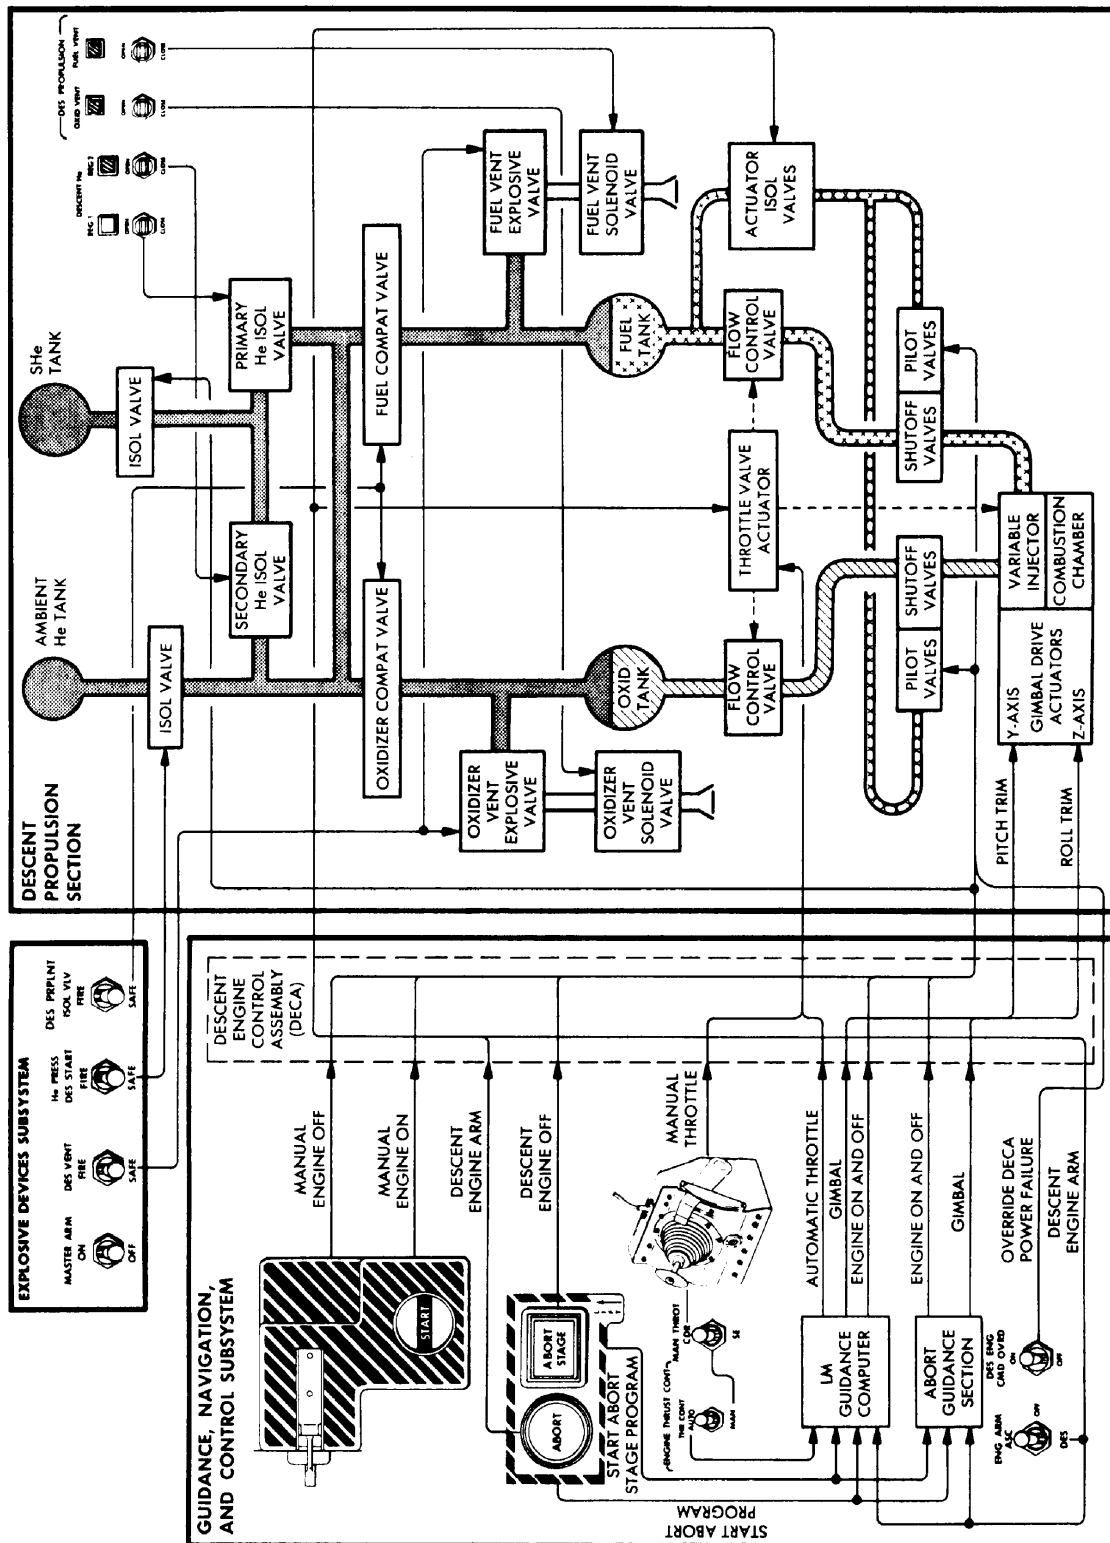 EXPLOSIVE DEVICES SUBSYSTEM
MASTER ARM
ON
OFF
DES VENT
FIRE
SAFE
He PRESS
DES START
FIRE
SAFE
DES PRPLNT
ISOL VLV
FIRE
SAFE
DESCENT
PROPULSION
SECTION
AMBIENT
He TANK
SHe
TANK
ISOL VALVE
ISOL VALVE
DESCENT He
REG 1
OPEN
CLOSE
REG 2
OPEN
CLOSE
DES PROPULSION
OXID VENT
OPEN
CLOSE
FUEL VENT
OPEN
CLOSE
SECONDARY
He ISOL
VALVE
PRIMARY
He ISOL
VALVE
OXIDIZER COMPAT VALVE
FUEL COMPAT VALVE
OXIDIZER
VENT
EXPLOSIVE
VALVE
FUEL VENT
EXPLOSIVE
VALVE
OXIDIZER
VENT
SOLENOID
VALVE
FUEL VENT
SOLENOID
VALVE
OXID
TANK
FUEL
TANK
FLOW
CONTROL
VALVE
THROTTLE VALVE
ACTUATOR
FLOW
CONTROL
VALVE
ACTUATOR
ISOL
VALVES
PILOT
VALVES
SHUTOFF
VALVES
SHUTOFF
VALVES
PILOT
VALVES
PITCH TRIM
ROLL TRIM
Y-AXIS
GIMBAL DRIVE
ACTUATORS
Z-AXIS
VARIABLE
INJECTOR
COMBUSTION
CHAMBER
GUIDANCE, NAVIGATION,
AND CONTROL SUBSYSTEM
DESCENT
ENGINE
CONTROL
ASSEMBLY
(DECA)
START
MANUAL
ENGINE OFF
MANUAL
ENGINE ON
DESCENT
ENGINE ARM
DESCENT
ENGINE OFF
ABORT
ABORT
STAGE
START ABORT
STAGE PROGRAM
START ABORT
PROGRAM
MANUAL
THROTTLE
ENGINE THRUST CONT
THR CONT
AUTO
MAN
MAN THROT
CDR
SE
LM
GUIDANCE
COMPUTER
AUTOMATIC THROTTLE
GIMBAL
ENGINE ON AND OFF
ABORT
GUIDANCE
SECTION
ENGINE ON AND OFF
GIMBAL
ENG ARM
ASC
ON
DES
DES ENG
CMD OVRD
ON
OFF
OVERRIDE DECA
POWER FAILURE
DESCENT
ENGINE ARM